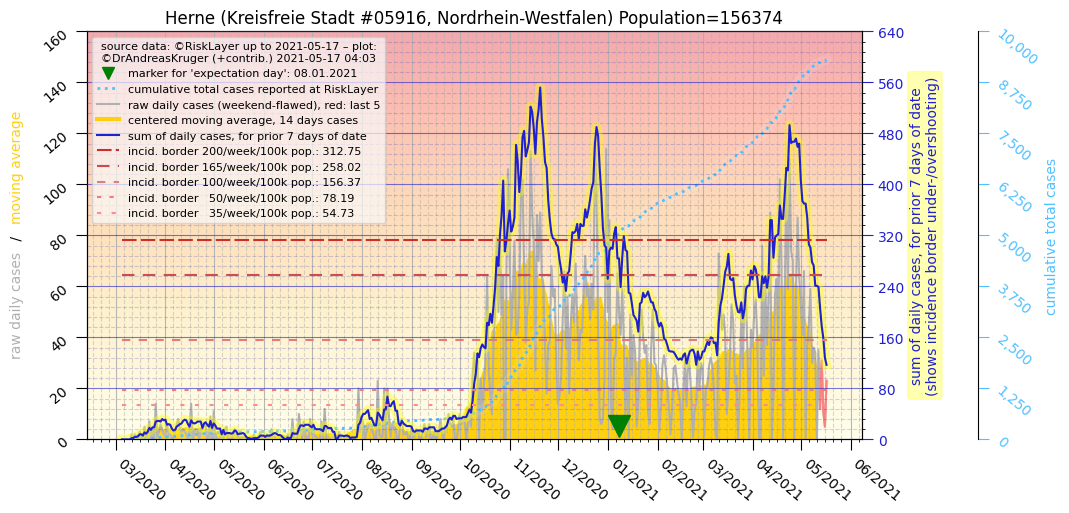 Herne (Kreisfreie Stadt #05916, Nordrhein-Westfalen) Population=156374
source data: ©RiskLayer up to 2021-05-17 – plot:
©DrAndreasKruger (+contrib.) 2021-05-17 04:03
marker for 'expectation day': 08.01.2021
cumulative total cases reported at RiskLayer
raw daily cases (weekend-flawed), red: last 5
centered moving average, 14 days cases
sum of daily cases, for prior 7 days of date
incid. border 200/week/100k pop.: 312.75
incid. border 165/week/100k pop.: 258.02
incid. border 100/week/100k pop.: 156.37
incid. border 50/week/100k pop.: 78.19
incid. border 35/week/100k pop.: 54.73
raw daily cases / moving average
160
140
120
100
80
60
40
20
0
03/2020
04/2020
05/2020
06/2020
07/2020
08/2020
09/2020
10/2020
11/2020
12/2020
01/2021
02/2021
03/2021
04/2021
05/2021
06/2021
640
560
480
400
320
240
160
80
0
sum of daily cases, for prior 7 days of date
(shows incidence border under-/overshooting)
10,000
8,750
7,500
6,250
5,000
3,750
2,500
1,250
0
cumulative total cases